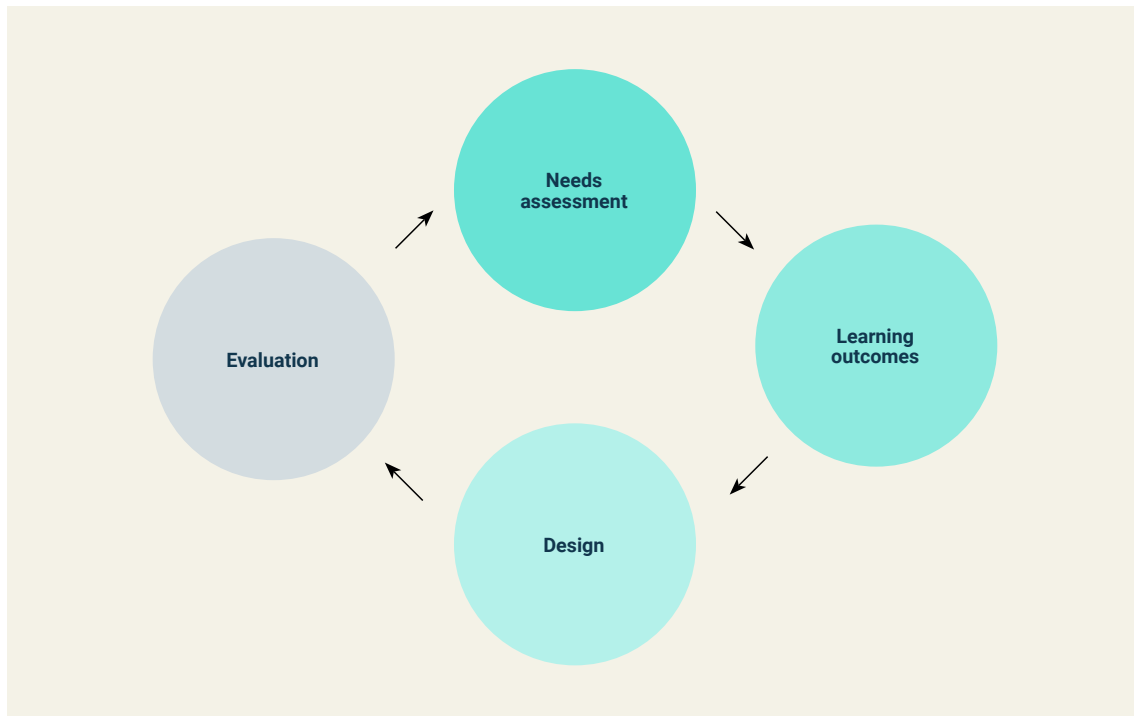 Needs
assessment
Learning
outcomes
Design
Evaluation